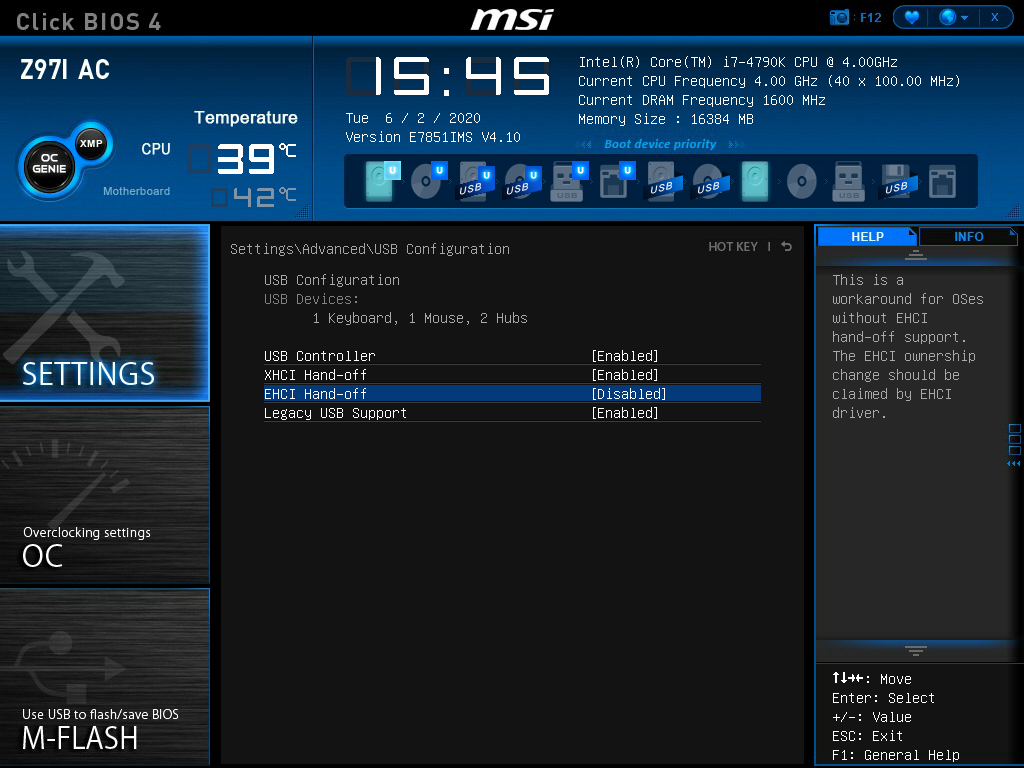 Click BIOS 4
msi
: F12
X
Z97I AC
15:45
Tue 6 / 2 / 2020
Version E7851IMS V4.10
Intel(R) Core(TM) i7-4790K CPU @ 4.00GHz
Current CPU Frequency 4.00 GHz (40 x 100.00 MHz)
Current DRAM Frequency 1600 MHz
Memory Size : 16384 MB
Temperature
OC GENIE
XMP
CPU
39℃
Motherboard
42℃
Boot device priority
U U U U U U
USB USB USB USB USB USB USB
Settings\Advanced\USB Configuration
HOT KEY |
USB Configuration
USB Devices:
1 Keyboard, 1 Mouse, 2 Hubs
USB Controller [Enabled]
XHCI Hand-off [Enabled]
EHCI Hand-off [Disabled]
Legacy USB Support [Enabled]
SETTINGS
Overclocking settings
OC
Use USB to flash/save BIOS
M-FLASH
HELP
INFO
This is a
workaround for OSes
without EHCI
hand-off support.
The EHCI ownership
change should be
claimed by EHCI
driver.
↑↓→←: Move
Enter: Select
+/-: Value
ESC: Exit
F1: General Help